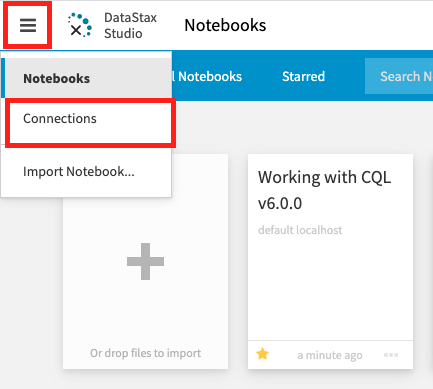 DataStax
Studio
Notebooks
Notebooks
l Notebooks
Starred
Search N
Connections
Import Notebook...
Working with CQL
v6.0.0
default localhost
Or drop files to import
a minute ago